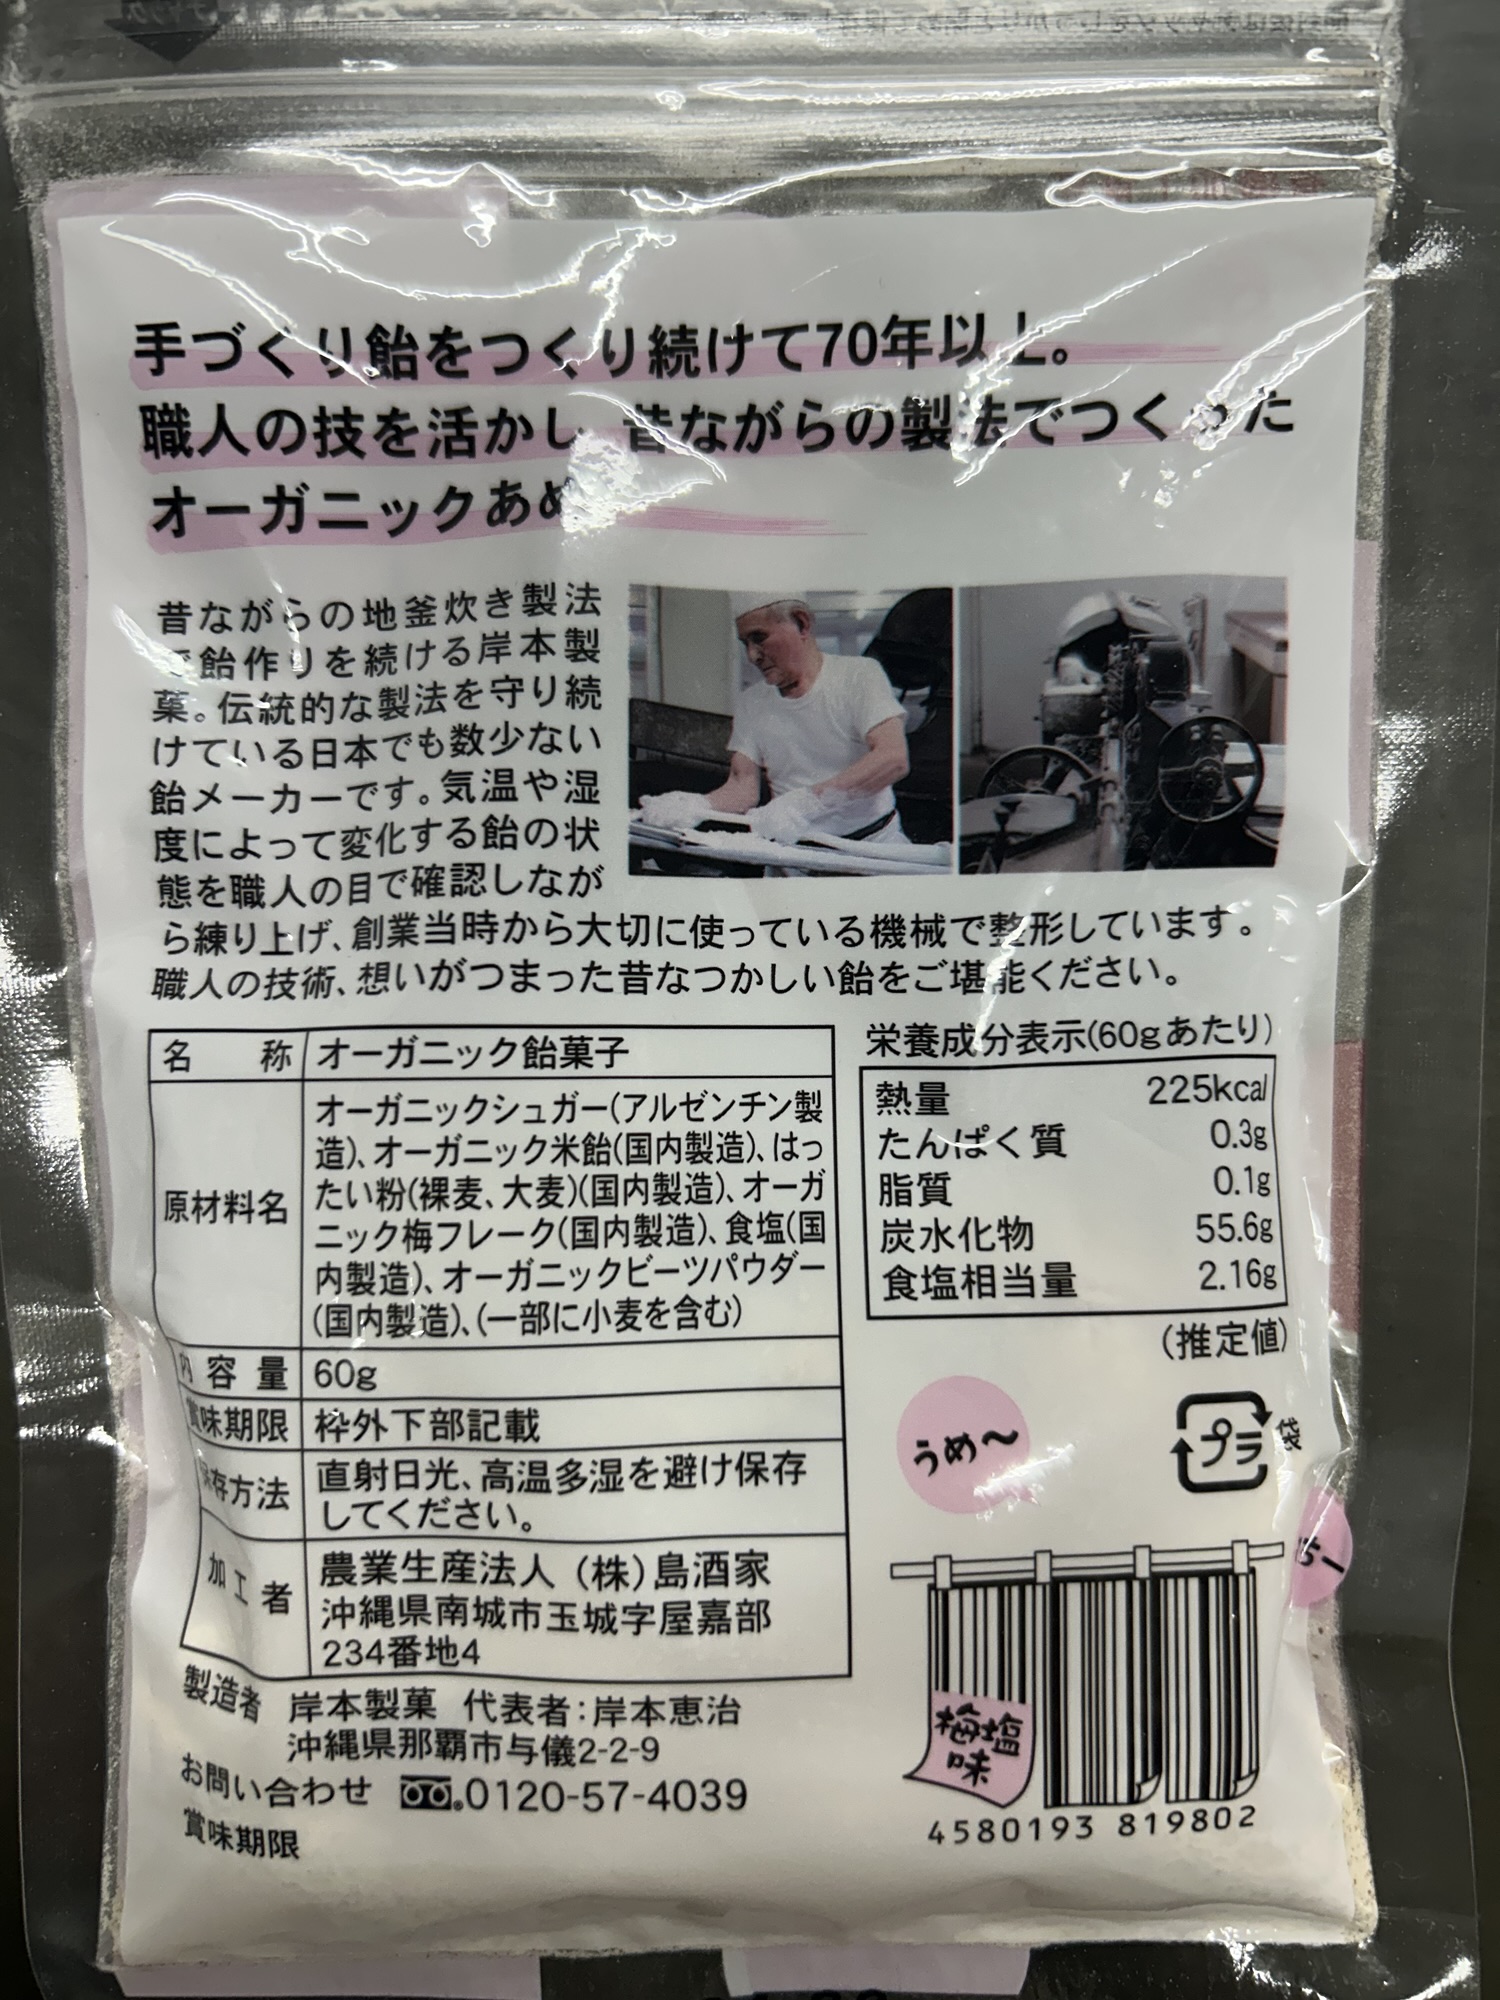 手づくり飴をつくり続けて70年以上。
職人の技を活かし 昔ながらの製法でつくった
オーガニックあめ
昔ながらの地釜炊き製法
で飴作りを続ける岸本製
菓。伝統的な製法を守り続
けている日本でも数少ない
飴メーカーです。気温や湿
度によって変化する飴の状
態を職人の目で確認しなが
ら練り上げ、創業当時から大切に使っている機械で整形しています。
職人の技術、想いがつまった昔なつかしい飴をご堪能ください。
名 称 オーガニック飴菓子
原材料名
オーガニックシュガー(アルゼンチン製
造)、オーガニック米飴(国内製造)、はっ
たい粉(裸麦、大麦)(国内製造)、オーガ
ニック梅フレーク(国内製造)、食塩(国
内製造)、オーガニックビーツパウダー
(国内製造)、(一部に小麦を含む)
内容量 60g
賞味期限 枠外下部記載
保存方法 直射日光、高温多湿を避け保存
してください。
加工者
農業生産法人 (株)島酒家
沖縄県南城市玉城字屋嘉部
234番地4
製造者 岸本製菓 代表者:岸本恵治
沖縄県那覇市与儀2-2-9
お問い合わせ 0120-57-4039
賞味期限
栄養成分表示(60gあたり)
熱量 225kcal
たんぱく質 0.3g
脂質 0.1g
炭水化物 55.6g
食塩相当量 2.16g
(推定値)
うめ〜
プラ 袋
梅塩
味
4580193 819802